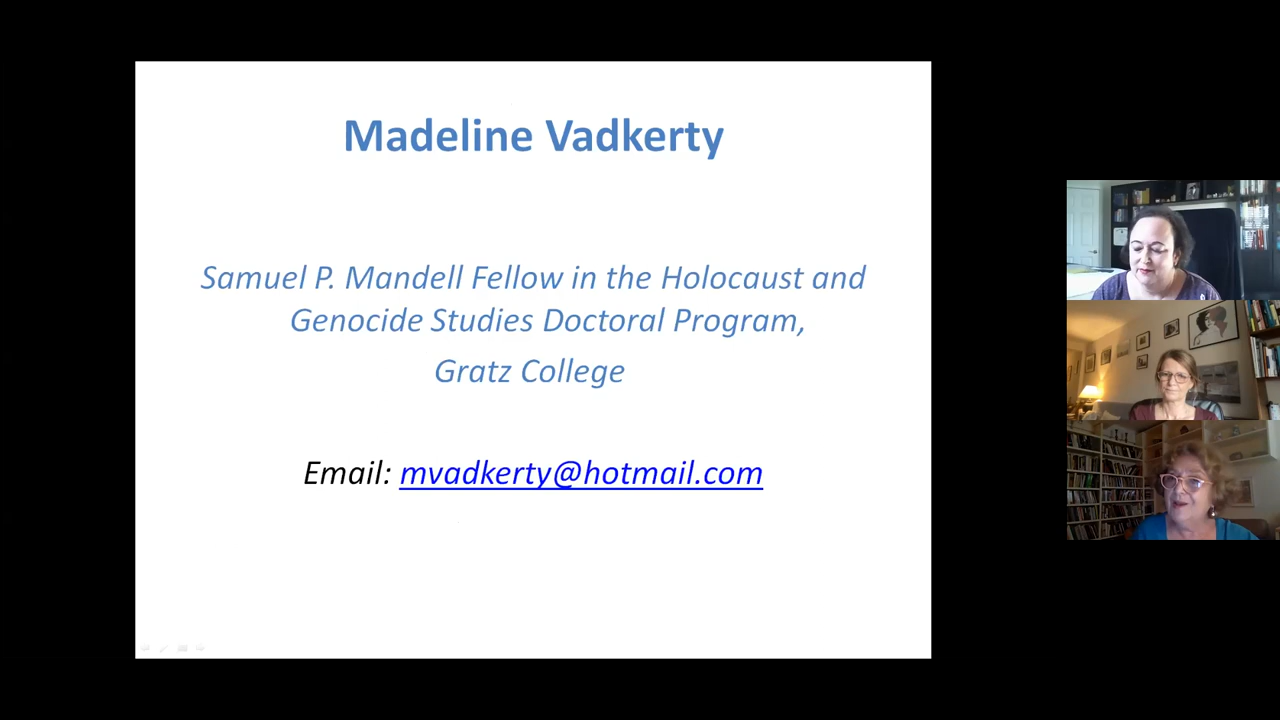 Madeline Vadkerty
Samuel P. Mandell Fellow in the Holocaust and
Genocide Studies Doctoral Program,
Gratz College
Email: mvadkerty@hotmail.com